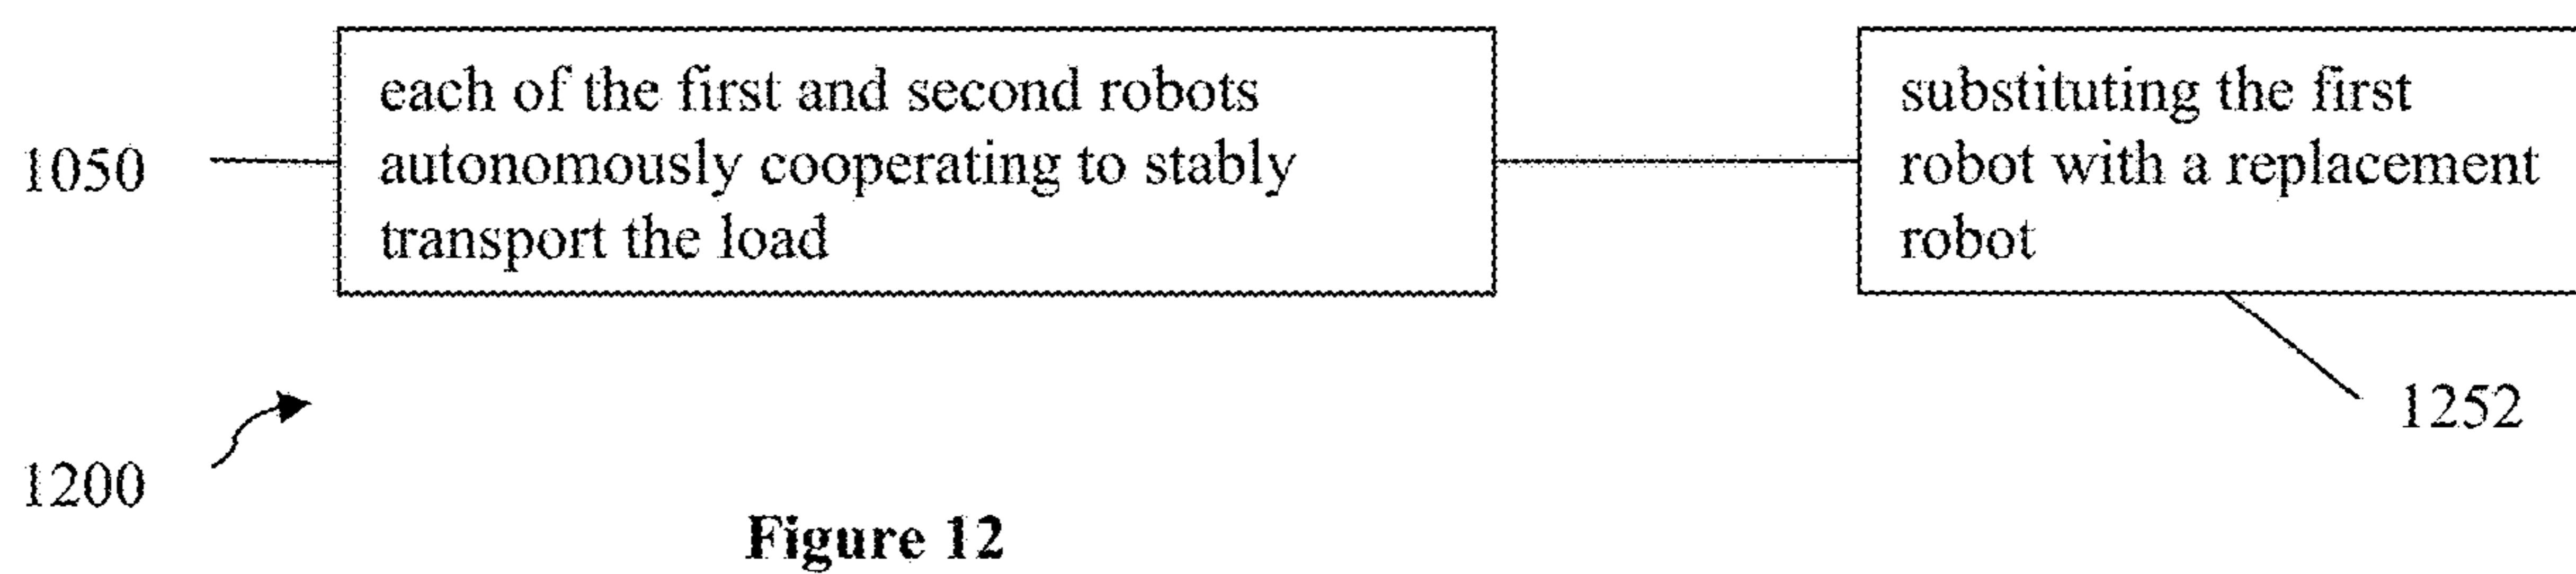 each of the first and second robots
autonomously cooperating to stably
transport the load
1050
substituting the first
robot with a replacement
robot
1252
1200
Figure 12